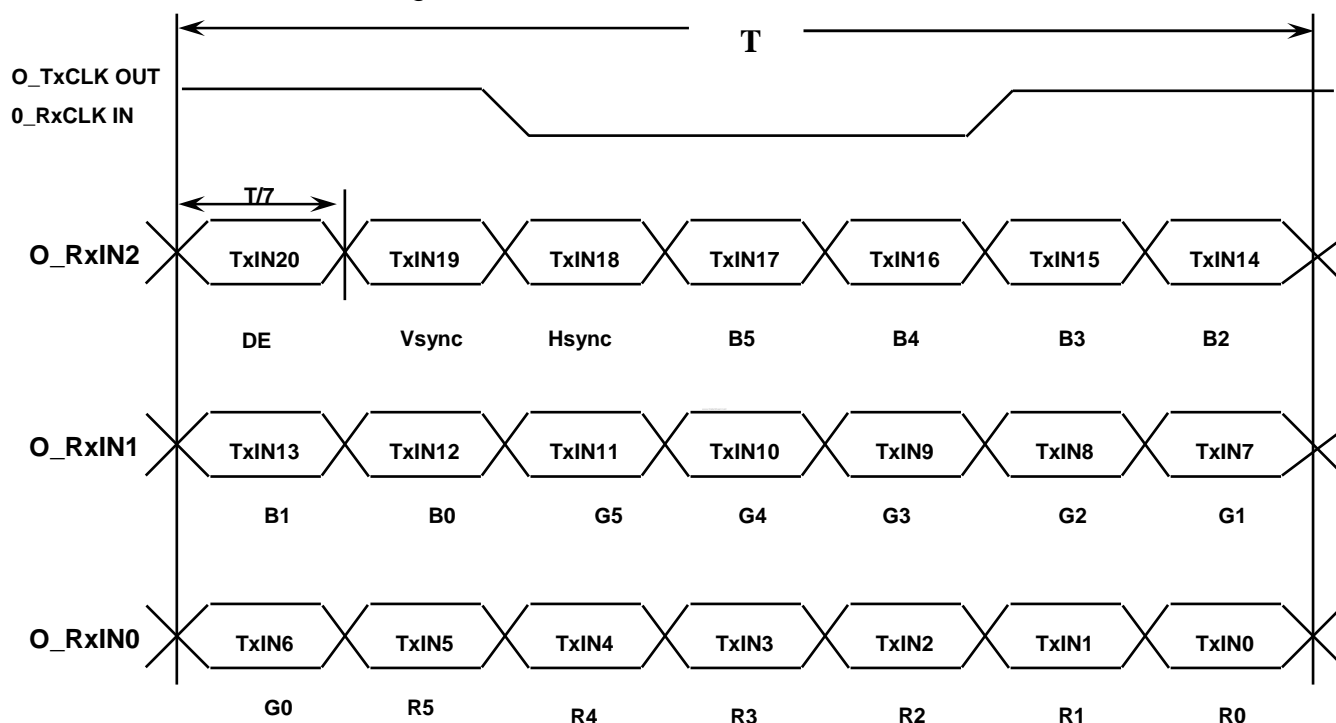 T
O_TxCLK OUT
0_RxCLK IN
T/7
O_RxIN2 TxIN20 TxIN19 TxIN18 TxIN17 TxIN16 TxIN15 TxIN14
DE Vsync Hsync B5 B4 B3 B2
O_RxIN1 TxIN13 TxIN12 TxIN11 TxIN10 TxIN9 TxIN8 TxIN7
B1 B0 G5 G4 G3 G2 G1
O_RxIN0 TxIN6 TxIN5 TxIN4 TxIN3 TxIN2 TxIN1 TxIN0
G0 R5 R4 R3 R2 R1 R0